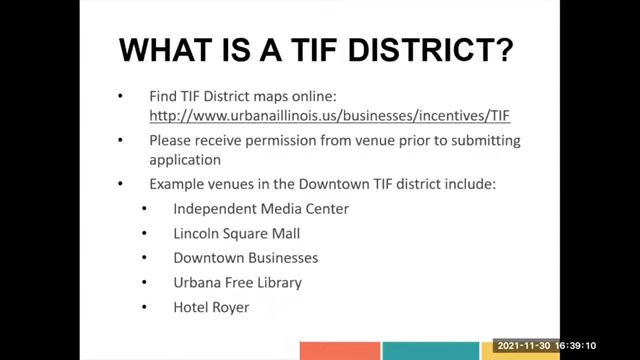 WHAT IS A TIF DISTRICT?
• Find TIF District maps online:
http://www.urbanaillinois.us/businesses/incentives/TIF
• Please receive permission from venue prior to submitting
application
• Example venues in the Downtown TIF district include:
• Independent Media Center
• Lincoln Square Mall
• Downtown Businesses
• Urbana Free Library
• Hotel Royer
2021-11-30 16:39:10